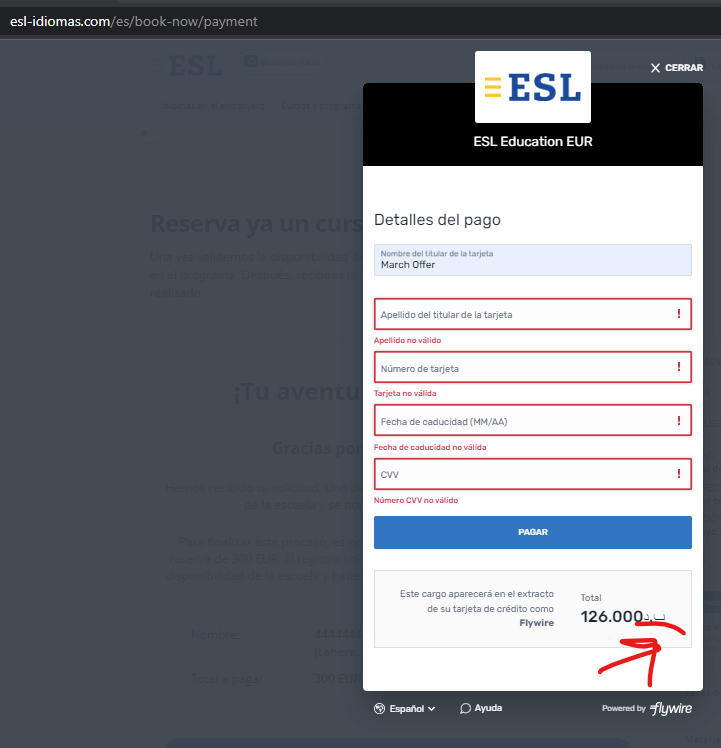 esl-idiomas.com/es/book-now/payment
ESL
CERRAR
ESL
ESL Education EUR
Reserva ya un curs
Detalles del pago
Nombre del titular de la tarjeta
March Offer
Apellido del titular de la tarjeta
Apellido no válido
Número de tarjeta
Tarjeta no válida
¡Tu aventu
Fecha de caducidad (MM/AA)
Fecha de caducidad no válida
Gracias por
CVV
Número CVV no válido
PAGAR
Este cargo aparecerá en el extracto
de su tarjeta de crédito como
Flywire
Total
126.000د.ت
Nombre:
Total a pagar
300 EUR
Español
Ayuda
Powered by flywire